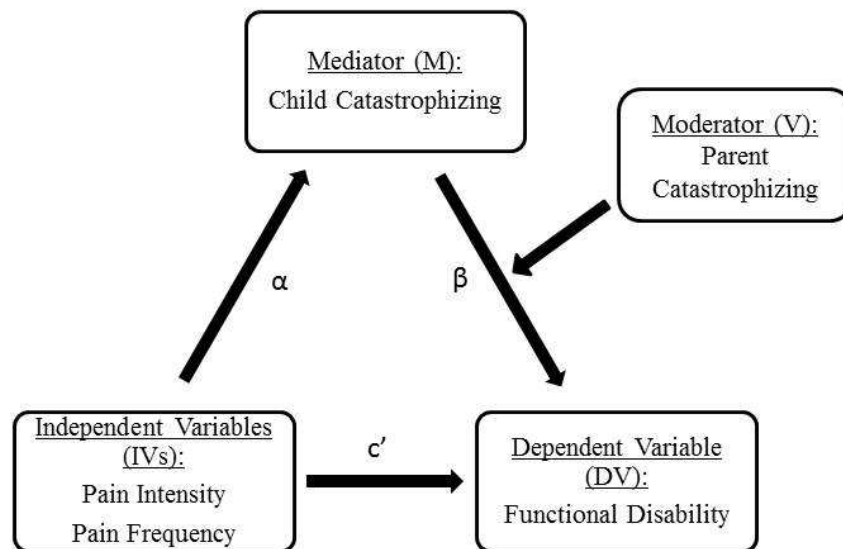 Mediator (M):
Child Catastrophizing
Moderator (V):
Parent
Catastrophizing
α
β
Independent Variables
(IVs):
Pain Intensity
Pain Frequency
c’
Dependent Variable
(DV):
Functional Disability